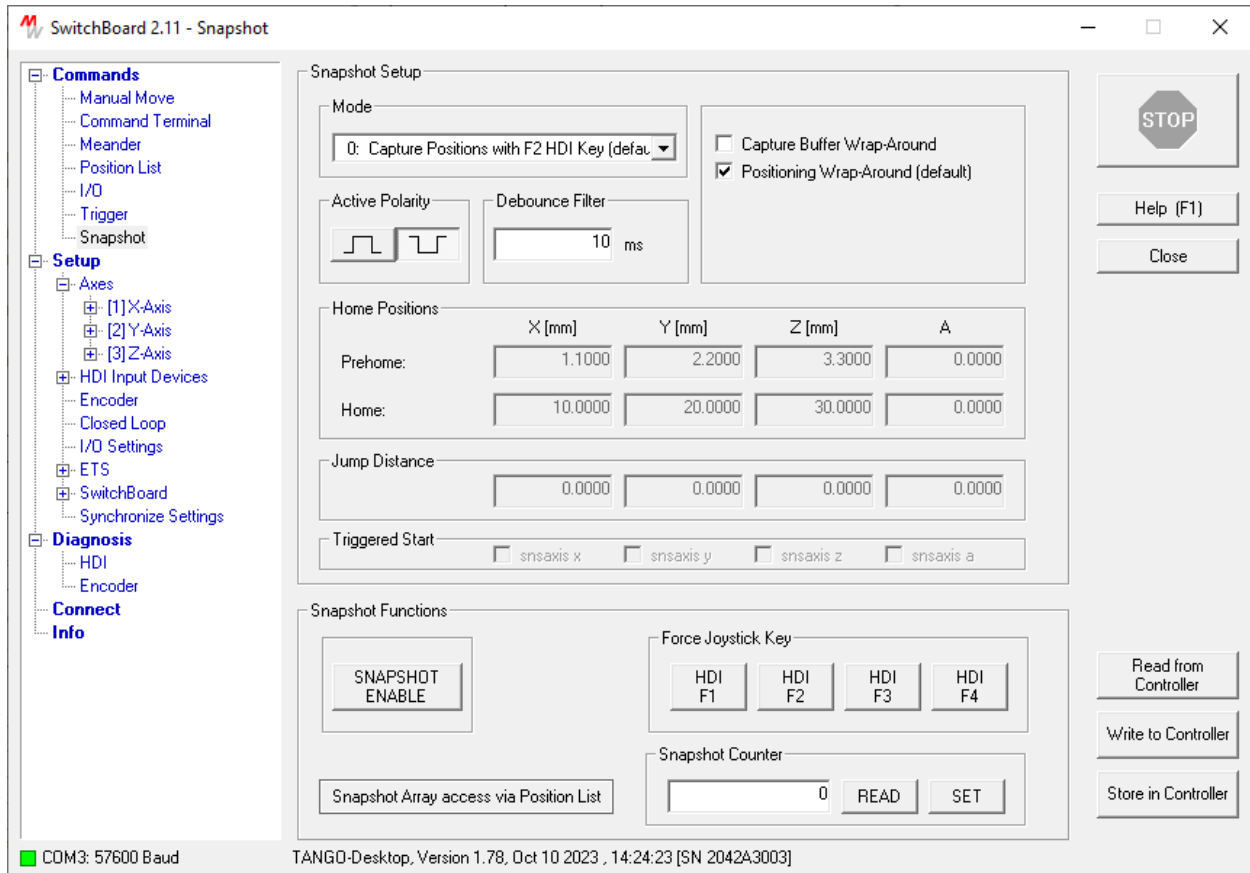 SwitchBoard 2.11 - Snapshot
Commands
Manual Move
Command Terminal
Meander
Position List
I/O
Trigger
Snapshot
Setup
Axes
[1] X-Axis
[2] Y-Axis
[3] Z-Axis
HDI Input Devices
Encoder
Closed Loop
I/O Settings
ETS
SwitchBoard
Synchronize Settings
Diagnosis
HDI
Encoder
Connect
Info
Snapshot Setup
Mode
0: Capture Positions with F2 HDI Key (defau
Capture Buffer Wrap-Around
Positioning Wrap-Around (default)
Active Polarity
Debounce Filter
10 ms
Home Positions
X [mm] Y [mm] Z [mm] A
Prehome: 1.1000 2.2000 3.3000 0.0000
Home: 10.0000 20.0000 30.0000 0.0000
Jump Distance
0.0000 0.0000 0.0000 0.0000
Triggered Start
snsaxis x snsaxis y snsaxis z snsaxis a
Snapshot Functions
SNAPSHOT
ENABLE
Force Joystick Key
HDI HDI HDI HDI
F1 F2 F3 F4
Snapshot Array access via Position List
Snapshot Counter
0 READ SET
STOP
Help (F1)
Close
Read from
Controller
Write to Controller
Store in Controller
COM3: 57600 Baud
TANGO-Desktop, Version 1.78, Oct 10 2023 , 14:24:23 [SN 2042A3003]